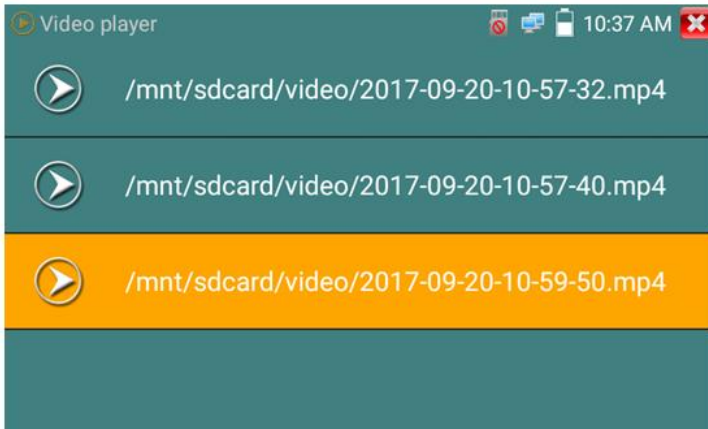 Video player
10:37 AM
/mnt/sdcard/video/2017-09-20-10-57-32.mp4
/mnt/sdcard/video/2017-09-20-10-57-40.mp4
/mnt/sdcard/video/2017-09-20-10-59-50.mp4